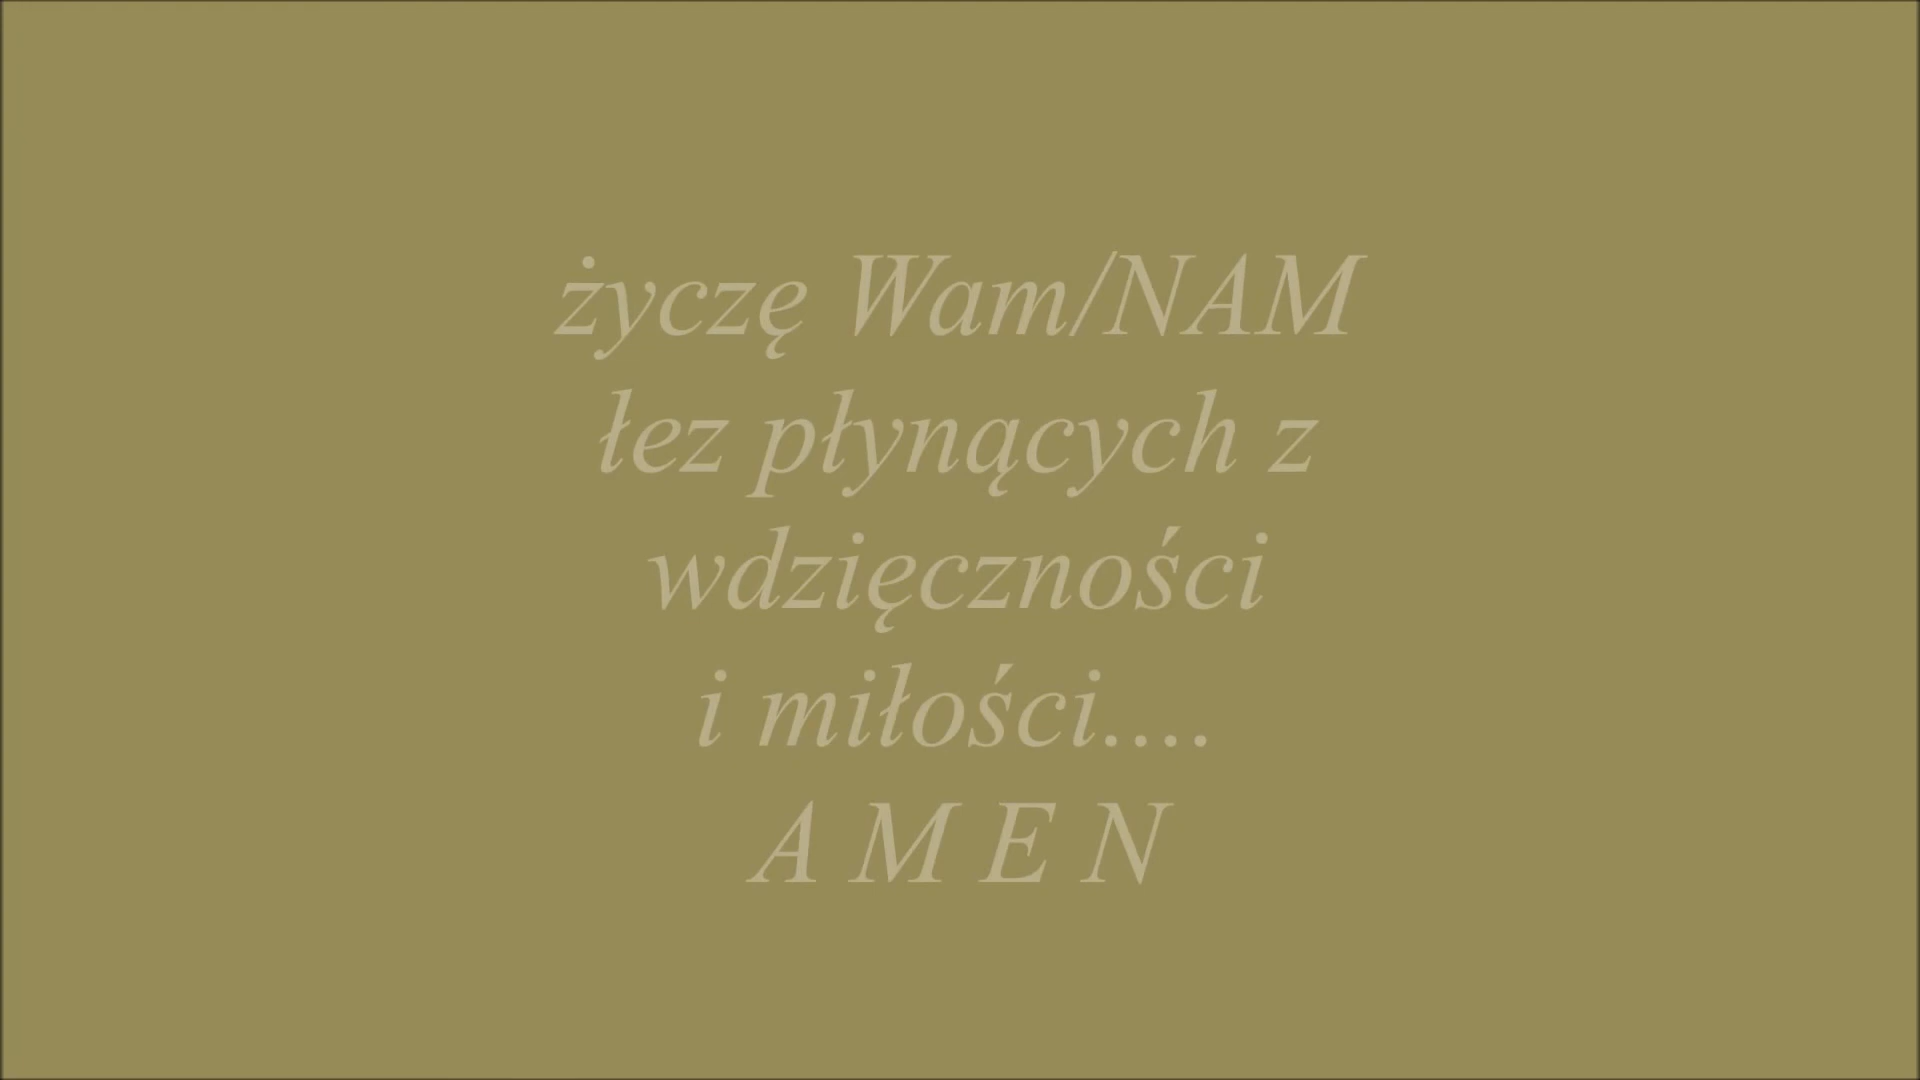 życzę Wam/NAM
łez płynących z
wdzięczności
i miłości....
A M E N